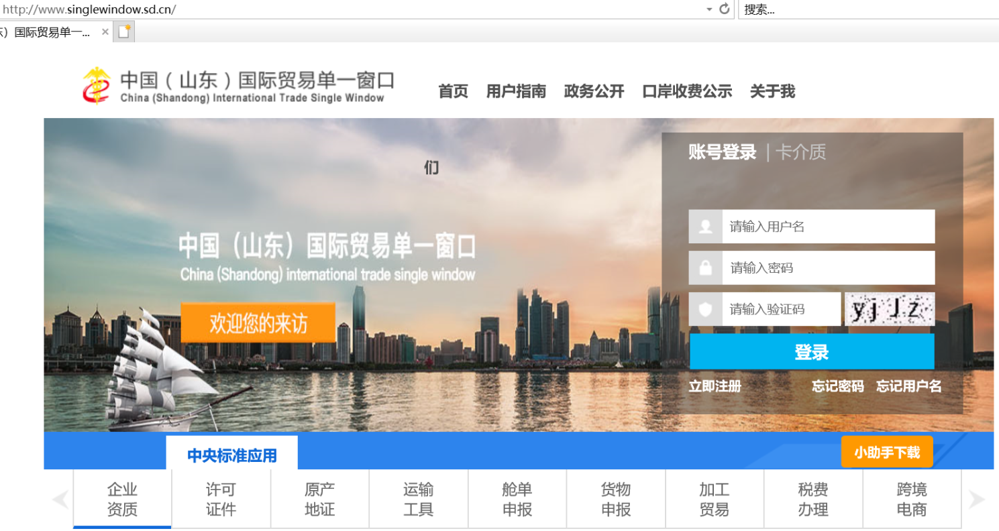 http://www.singlewindow.sd.cn/
搜索...
东）国际贸易单一...
中国（山东）国际贸易单一窗口
China (Shandong) International Trade Single Window
首页 用户指南 政务公开 口岸收费公示 关于我
们
账号登录 | 卡介质
中国（山东）国际贸易单一窗口
China (Shandong) international trade single window
欢迎您的来访
请输入用户名
请输入密码
请输入验证码 yjJZ
登录
立即注册 忘记密码 忘记用户名
中央标准应用 小助手下载
企业 许可 原产 运输 舱单 货物 加工 税费 跨境
资质 证件 地证 工具 申报 申报 贸易 办理 电商